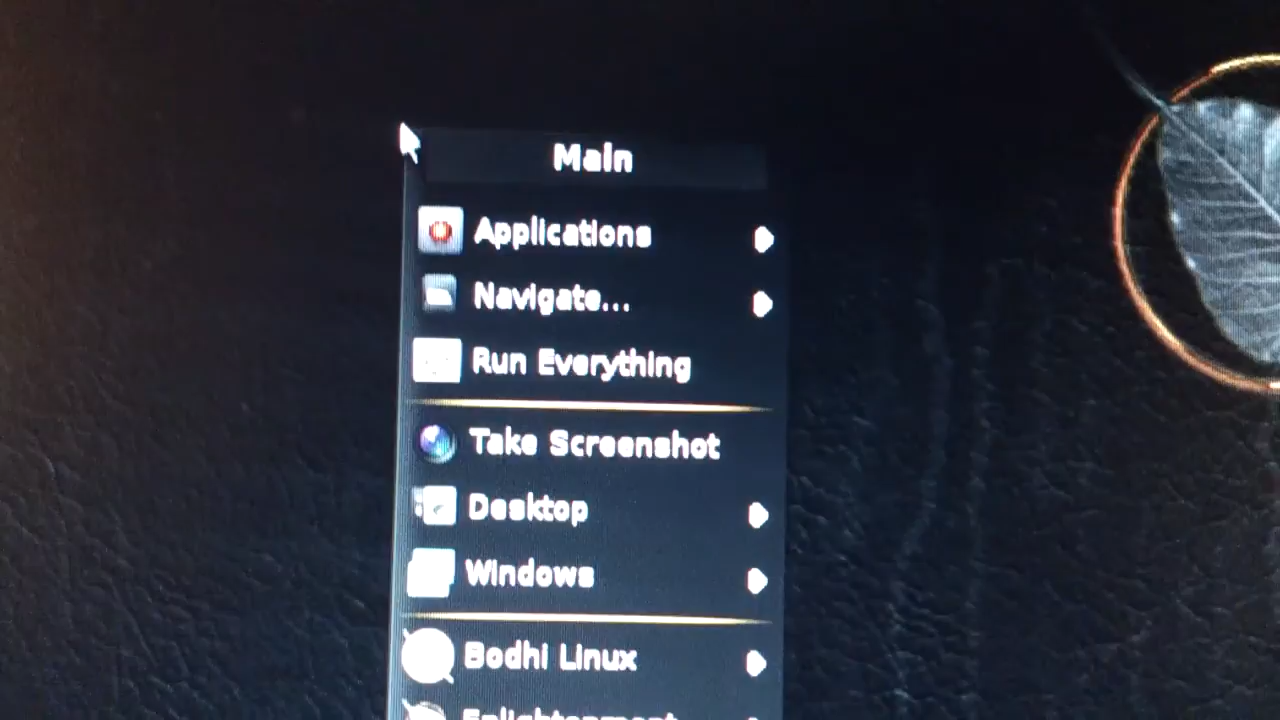 Main
Applications
Navigate...
Run Everything
Take Screenshot
Desktop
Windows
Bodhi Linux
Enlightenment